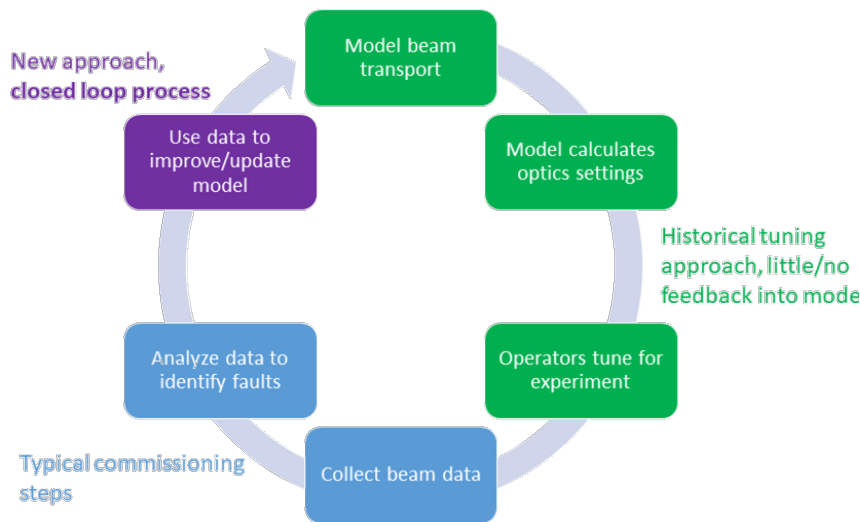 Model beam
transport
New approach,
closed loop process
Use data to
improve/update
model
Model calculates
optics settings
Historical tuning
approach, little/no
feedback into mode
Analyze data to
identify faults
Operators tune for
experiment
Typical commissioning
steps
Collect beam data